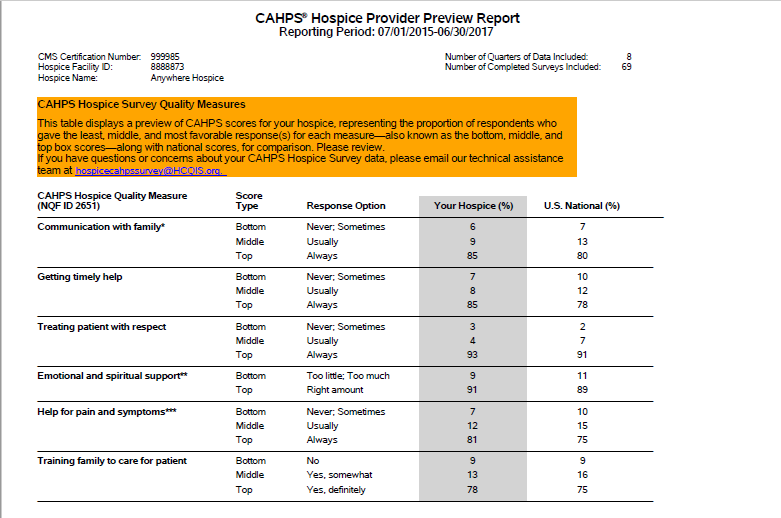 CAHPS® Hospice Provider Preview Report
Reporting Period: 07/01/2015-06/30/2017
CMS Certification Number: 999985 Number of Quarters of Data Included: 8
Hospice Facility ID: 8888873 Number of Completed Surveys Included: 69
Hospice Name: Anywhere Hospice
CAHPS Hospice Survey Quality Measures
This table displays a preview of CAHPS scores for your hospice, representing the proportion of respondents who
gave the least, middle, and most favorable response(s) for each measure—also known as the bottom, middle, and
top box scores—along with national scores, for comparison. Please review.
If you have questions or concerns about your CAHPS Hospice Survey data, please email our technical assistance
team at hospicecahpssurvey@HCQIS.org.
CAHPS Hospice Quality Measure Score
(NQF ID 2651) Type Response Option Your Hospice (%) U.S. National (%)
Communication with family* Bottom Never; Sometimes 6 7
Middle Usually 9 13
Top Always 85 80
Getting timely help Bottom Never; Sometimes 7 10
Middle Usually 8 12
Top Always 85 78
Treating patient with respect Bottom Never; Sometimes 3 2
Middle Usually 4 7
Top Always 93 91
Emotional and spiritual support** Bottom Too little; Too much 9 11
Top Right amount 91 89
Help for pain and symptoms*** Bottom Never; Sometimes 7 10
Middle Usually 12 15
Top Always 81 75
Training family to care for patient Bottom No 9 9
Middle Yes, somewhat 13 16
Top Yes, definitely 78 75